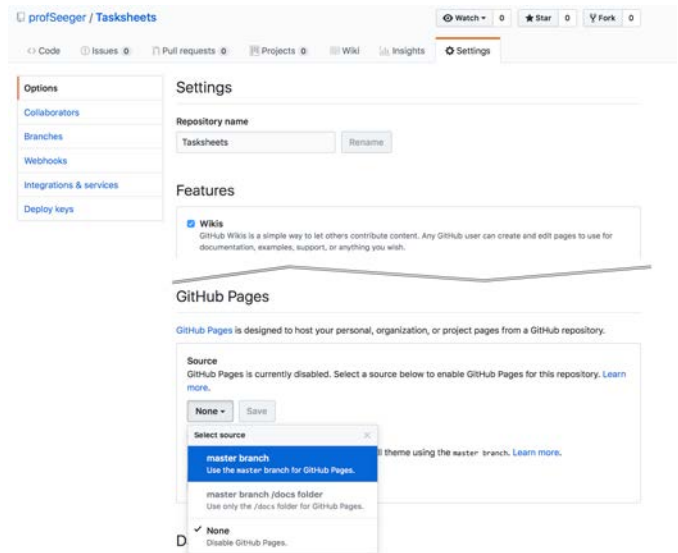 profSeeger / Tasksheets
Watch 0 Star 0 Fork 0
Code Issues 0 Pull requests 0 Projects 0 Wiki Insights Settings
Options
Collaborators
Branches
Webhooks
Integrations & services
Deploy keys
Settings
Repository name
Tasksheets Rename
Features
Wikis
GitHub Wikis is a simple way to let others contribute content. Any GitHub user can create and edit pages to use for
documentation, examples, support, or anything you wish.
GitHub Pages
GitHub Pages is designed to host your personal, organization, or project pages from a GitHub repository.
Source
GitHub Pages is currently disabled. Select a source below to enable GitHub Pages for this repository. Learn
more.
None Save
Select source
master branch
Use the master branch for GitHub Pages.
ll theme using the master branch. Learn more.
master branch /docs folder
Use only the /docs folder for GitHub Pages.
None
Disable GitHub Pages.
D